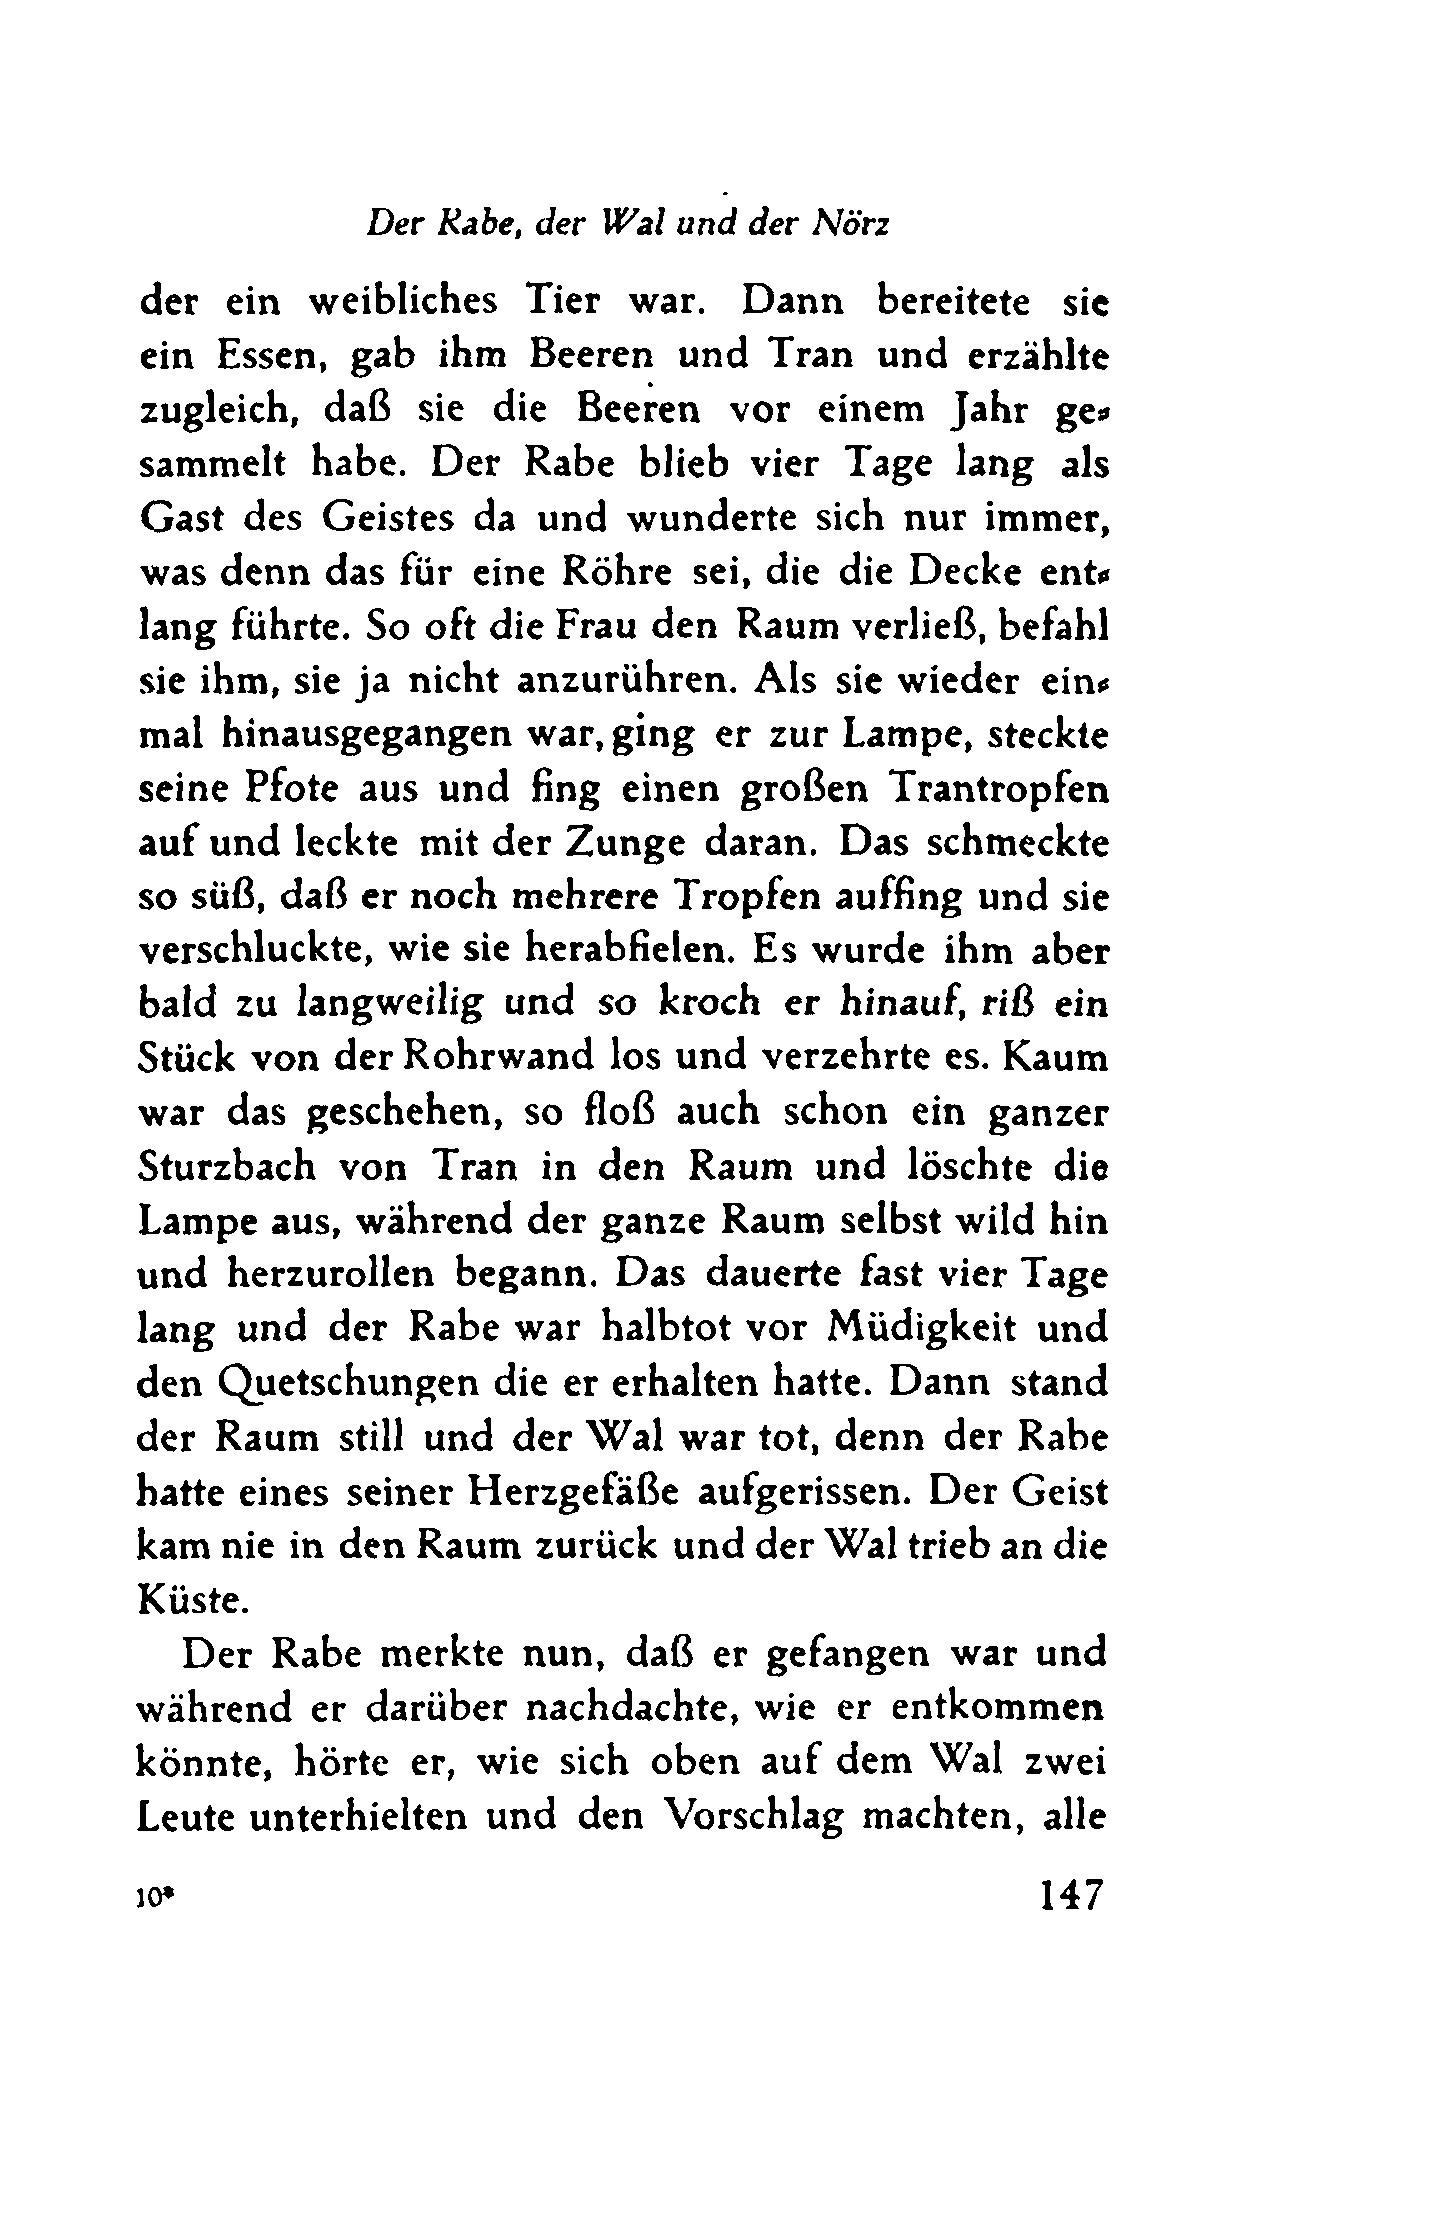 Der Rabe, der Wal und der Nörz
der ein weibliches Tier war. Dann bereitete sie
ein Essen, gab ihm Beeren und Tran und erzählte
zugleich, daß sie die Beeren vor einem Jahr ge-
sammelt habe. Der Rabe blieb vier Tage lang als
Gast des Geistes da und wunderte sich nur immer,
was denn das für eine Röhre sei, die die Decke ent-
lang führte. So oft die Frau den Raum verließ, befahl
sie ihm, sie ja nicht anzurühren. Als sie wieder ein-
mal hinausgegangen war, ging er zur Lampe, steckte
seine Pfote aus und fing einen großen Trantropfen
auf und leckte mit der Zunge daran. Das schmeckte
so süß, daß er noch mehrere Tropfen auffing und sie
verschluckte, wie sie herabfielen. Es wurde ihm aber
bald zu langweilig und so kroch er hinauf, riß ein
Stück von der Rohrwand los und verzehrte es. Kaum
war das geschehen, so floß auch schon ein ganzer
Sturzbach von Tran in den Raum und löschte die
Lampe aus, während der ganze Raum selbst wild hin
und herzurollen begann. Das dauerte fast vier Tage
lang und der Rabe war halbtot vor Müdigkeit und
den Quetschungen die er erhalten hatte. Dann stand
der Raum still und der Wal war tot, denn der Rabe
hatte eines seiner Herzgefäße aufgerissen. Der Geist
kam nie in den Raum zurück und der Wal trieb an die
Küste.
Der Rabe merkte nun, daß er gefangen war und
während er darüber nachdachte, wie er entkommen
könnte, hörte er, wie sich oben auf dem Wal zwei
Leute unterhielten und den Vorschlag machten, alle
10* 147